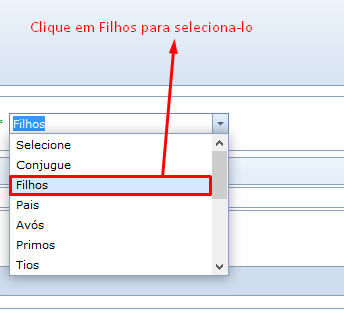 Clique em Filhos para seleciona-lo
* Filhos
Selecione
Conjugue
Filhos
Pais
Avós
Primos
Tios